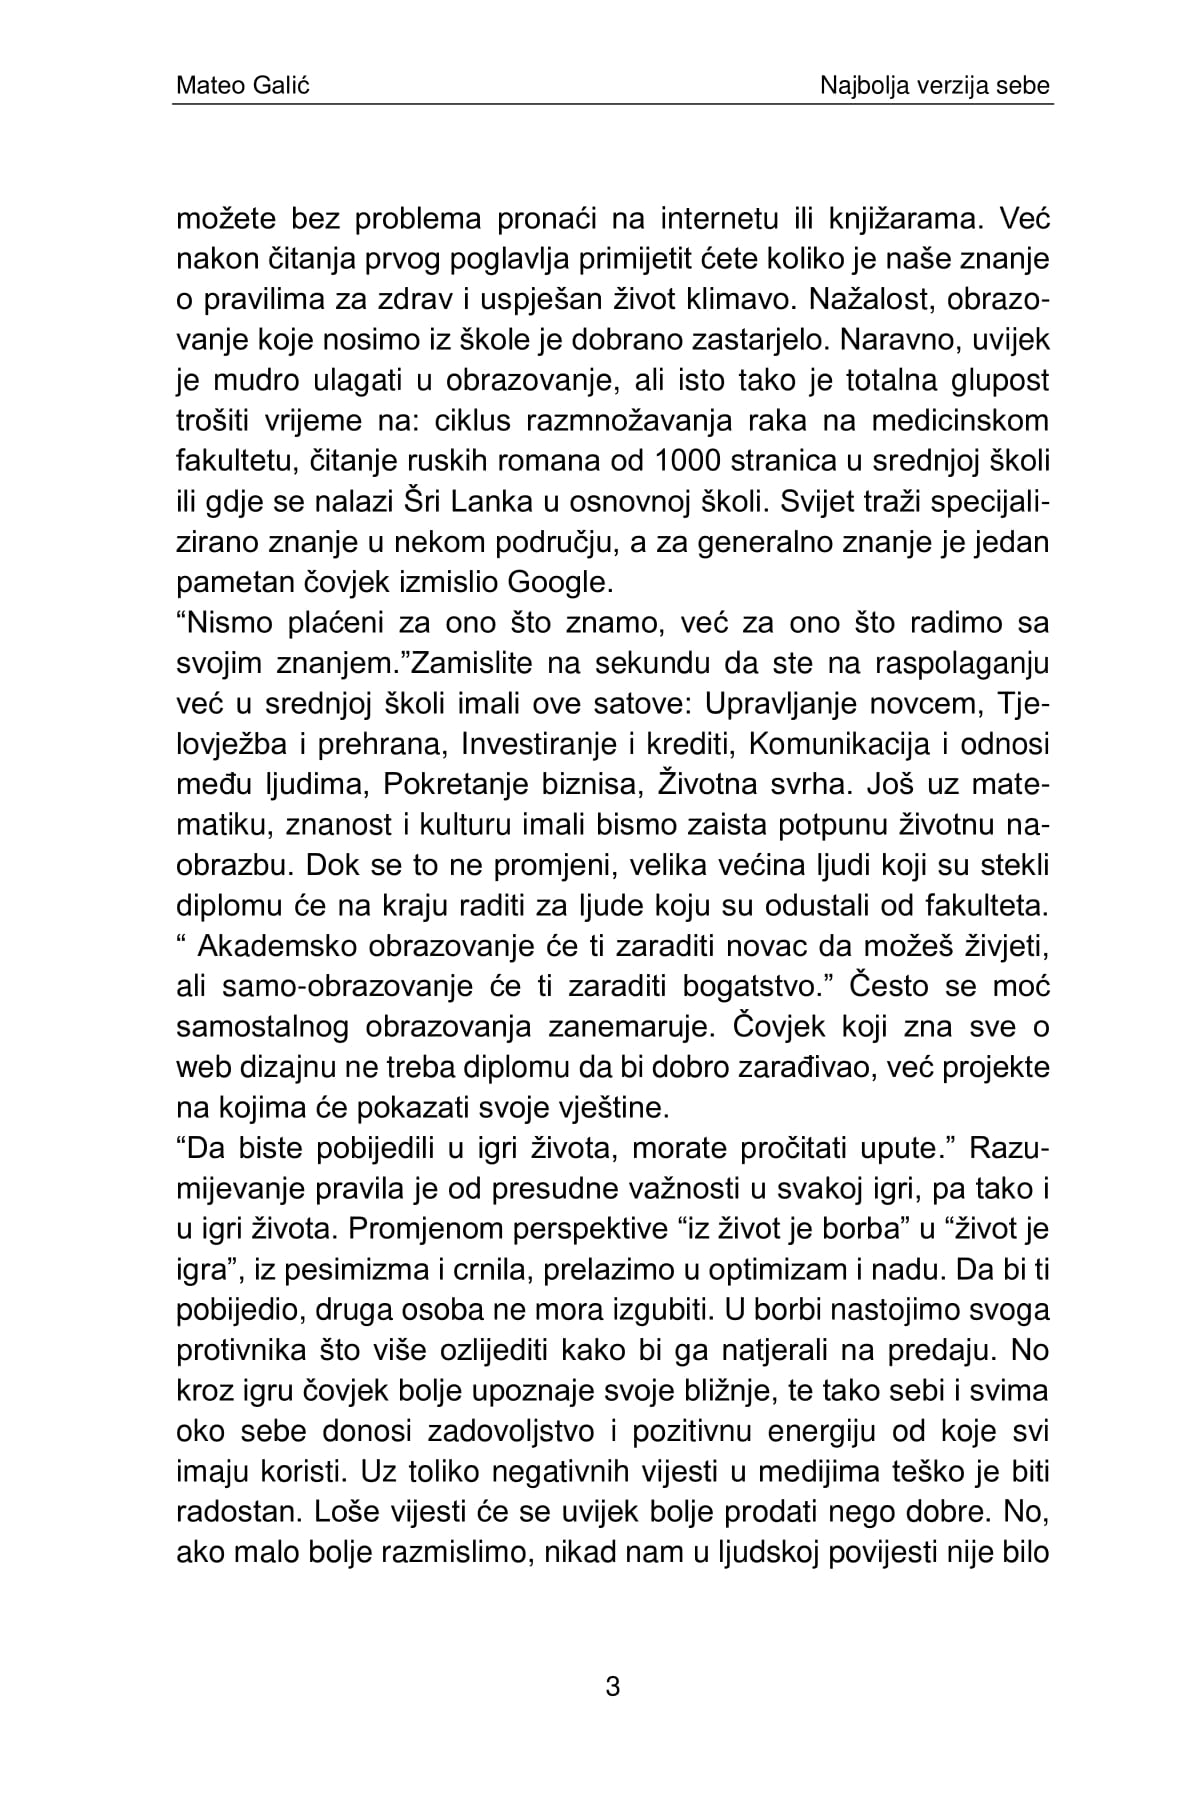 Mateo Galić Najbolja verzija sebe
možete bez problema pronaći na internetu ili knjižarama. Već
nakon čitanja prvog poglavlja primijetit ćete koliko je naše znanje
o pravilima za zdrav i uspješan život klimavo. Nažalost, obrazo-
vanje koje nosimo iz škole je dobrano zastarjelo. Naravno, uvijek
je mudro ulagati u obrazovanje, ali isto tako je totalna glupost
trošiti vrijeme na: ciklus razmnožavanja raka na medicinskom
fakultetu, čitanje ruskih romana od 1000 stranica u srednjoj školi
ili gdje se nalazi Šri Lanka u osnovnoj školi. Svijet traži specijali-
zirano znanje u nekom području, a za generalno znanje je jedan
pametan čovjek izmislio Google.
“Nismo plaćeni za ono što znamo, već za ono što radimo sa
svojim znanjem.”Zamislite na sekundu da ste na raspolaganju
već u srednjoj školi imali ove satove: Upravljanje novcem, Tje-
lovježba i prehrana, Investiranje i krediti, Komunikacija i odnosi
među ljudima, Pokretanje biznisa, Životna svrha. Još uz mate-
matiku, znanost i kulturu imali bismo zaista potpunu životnu na-
obrazbu. Dok se to ne promjeni, velika većina ljudi koji su stekli
diplomu će na kraju raditi za ljude koju su odustali od fakulteta.
“ Akademsko obrazovanje će ti zaraditi novac da možeš živjeti,
ali samo-obrazovanje će ti zaraditi bogatstvo.” Često se moć
samostalnog obrazovanja zanemaruje. Čovjek koji zna sve o
web dizajnu ne treba diplomu da bi dobro zarađivao, već projekte
na kojima će pokazati svoje vještine.
“Da biste pobijedili u igri života, morate pročitati upute.” Razu-
mijevanje pravila je od presudne važnosti u svakoj igri, pa tako i
u igri života. Promjenom perspektive “iz život je borba” u “život je
igra”, iz pesimizma i crnila, prelazimo u optimizam i nadu. Da bi ti
pobijedio, druga osoba ne mora izgubiti. U borbi nastojimo svoga
protivnika što više ozlijediti kako bi ga natjerali na predaju. No
kroz igru čovjek bolje upoznaje svoje bližnje, te tako sebi i svima
oko sebe donosi zadovoljstvo i pozitivnu energiju od koje svi
imaju koristi. Uz toliko negativnih vijesti u medijima teško je biti
radostan. Loše vijesti će se uvijek bolje prodati nego dobre. No,
ako malo bolje razmislimo, nikad nam u ljudskoj povijesti nije bilo
3